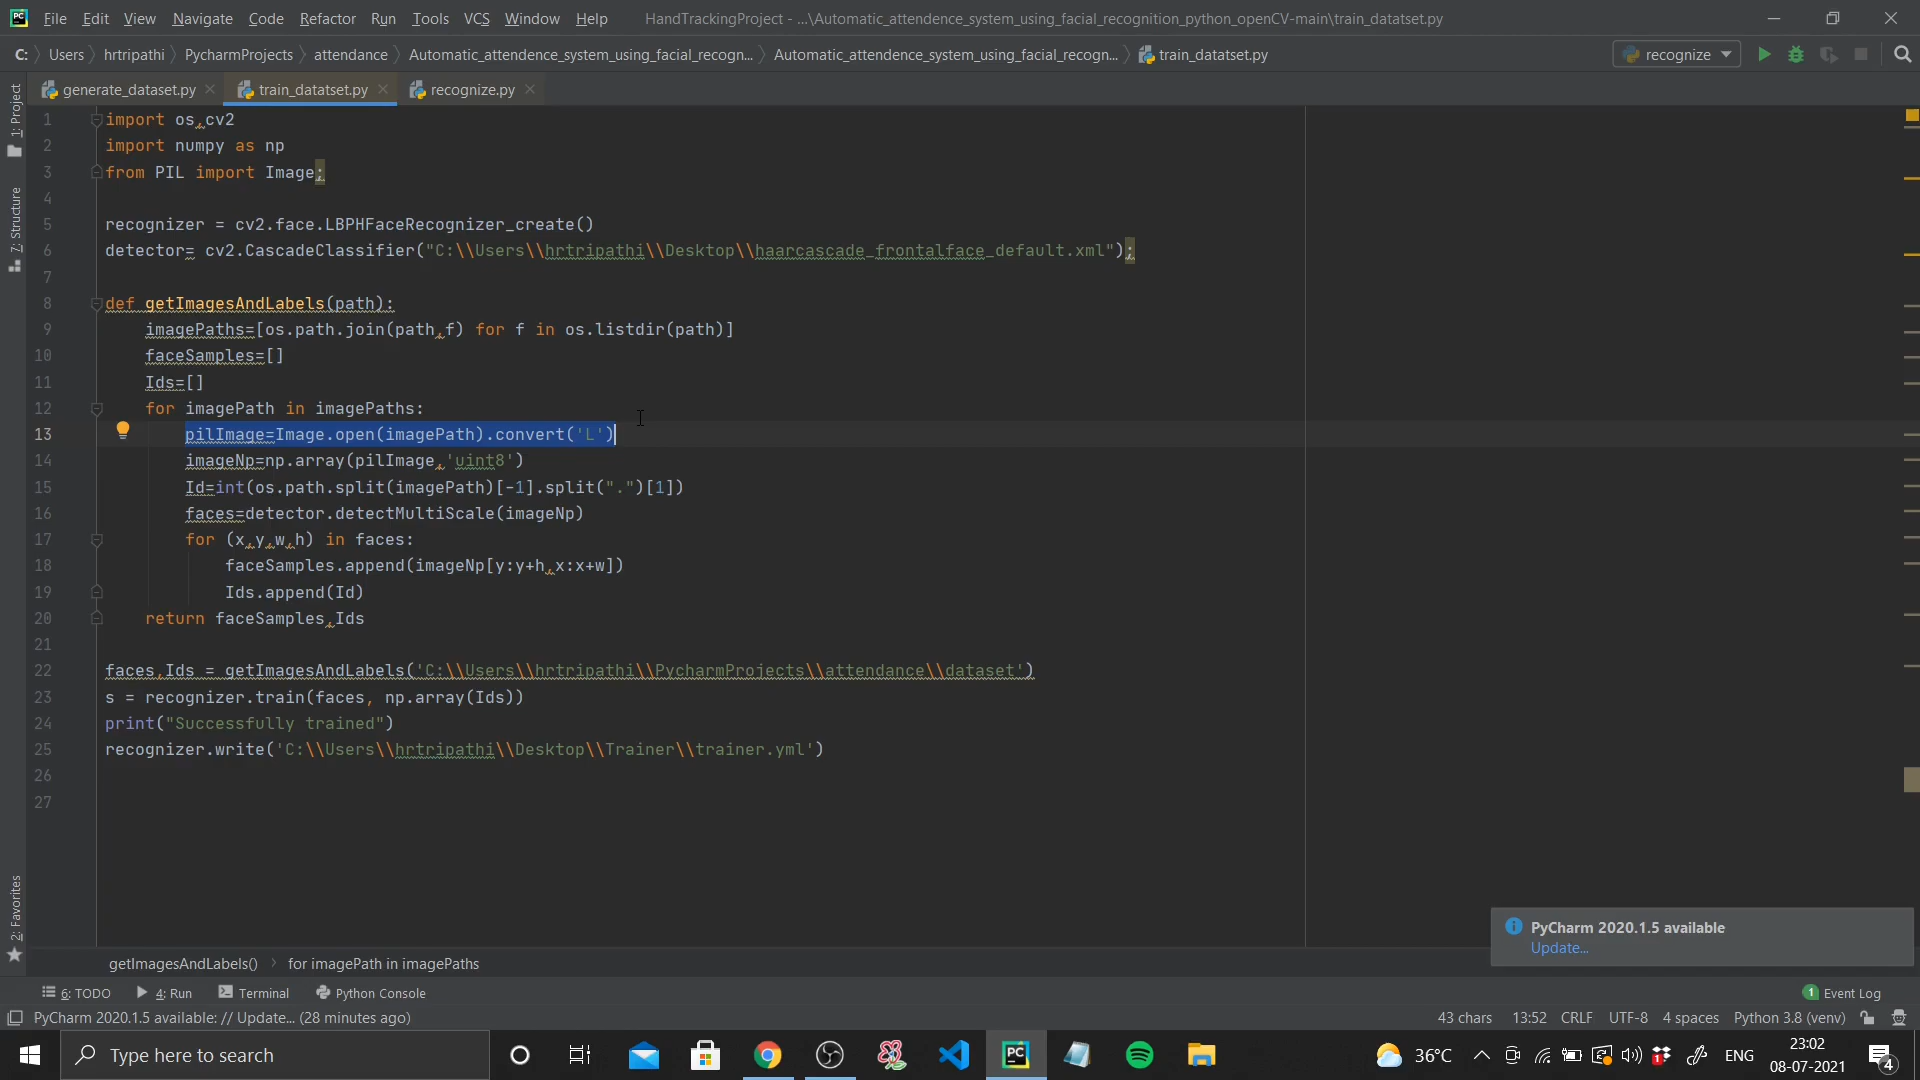 File Edit View Navigate Code Refactor Run Tools VCS Window Help HandTrackingProject - ...\Automatic_attendence_system_using_facial_recognition_python_openCV-main\train_datatset.py
C: Users hrtripathi PycharmProjects attendance Automatic_attendence_system_using_facial_recogn... Automatic_attendence_system_using_facial_recogn... train_datatset.py recognize
generate_dataset.py train_datatset.py recognize.py
1: Project
7: Structure
2: Favorites
1 import os,cv2
2 import numpy as np
3 from PIL import Image;
4
5 recognizer = cv2.face.LBPHFaceRecognizer_create()
6 detector= cv2.CascadeClassifier("C:\\Users\\hrtripathi\\Desktop\\haarcascade_frontalface_default.xml");
7
8 def getImagesAndLabels(path):
9 imagePaths=[os.path.join(path,f) for f in os.listdir(path)]
10 faceSamples=[]
11 Ids=[]
12 for imagePath in imagePaths:
13 pilImage=Image.open(imagePath).convert('L')
14 imageNp=np.array(pilImage,'uint8')
15 Id=int(os.path.split(imagePath)[-1].split(".")[1])
16 faces=detector.detectMultiScale(imageNp)
17 for (x,y,w,h) in faces:
18 faceSamples.append(imageNp[y:y+h,x:x+w])
19 Ids.append(Id)
20 return faceSamples,Ids
21
22 faces,Ids = getImagesAndLabels('C:\\Users\\hrtripathi\\PycharmProjects\\attendance\\dataset')
23 s = recognizer.train(faces, np.array(Ids))
24 print("Successfully trained")
25 recognizer.write('C:\\Users\\hrtripathi\\Desktop\\Trainer\\trainer.yml')
26
27
PyCharm 2020.1.5 available
Update...
getImagesAndLabels() for imagePath in imagePaths
6: TODO 4: Run Terminal Python Console 1 Event Log
PyCharm 2020.1.5 available: // Update... (28 minutes ago) 43 chars 13:52 CRLF UTF-8 4 spaces Python 3.8 (venv)
Type here to search PC 36°C 1 ENG 23:02
08-07-2021 4